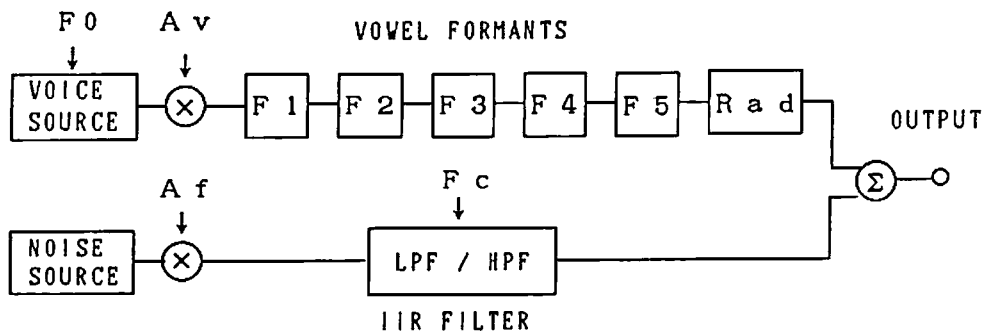 F0
Av
VOWEL FORMANTS
VOICE SOURCE
×
F1
F2
F3
F4
F5
Rad
OUTPUT
Σ
Af
Fc
NOISE SOURCE
×
LPF / HPF
IIR FILTER